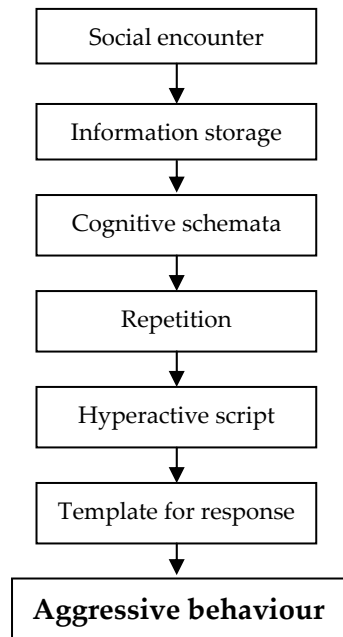 Social encounter
Information storage
Cognitive schemata
Repetition
Hyperactive script
Template for response
Aggressive behaviour